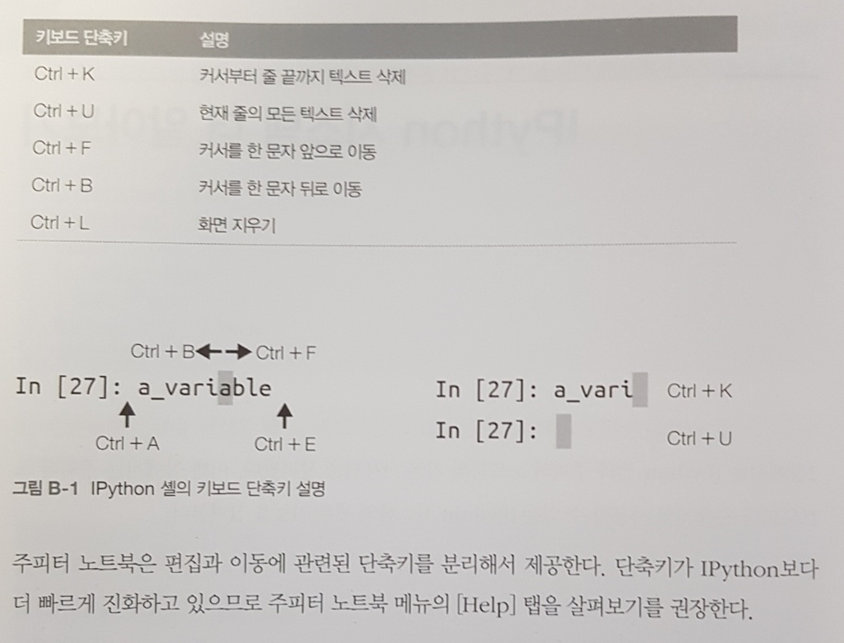 키보드 단축키 설명
Ctrl + K 커서부터 줄 끝까지 텍스트 삭제
Ctrl + U 현재 줄의 모든 텍스트 삭제
Ctrl + F 커서를 한 문자 앞으로 이동
Ctrl + B 커서를 한 문자 뒤로 이동
Ctrl + L 화면 지우기
Ctrl + B Ctrl + F
In [27]: a_variable
Ctrl + A Ctrl + E
In [27]: a_vari Ctrl + K
In [27]: Ctrl + U
그림 B-1 IPython 셸의 키보드 단축키 설명
주피터 노트북은 편집과 이동에 관련된 단축키를 분리해서 제공한다. 단축키가 IPython보다
더 빠르게 진화하고 있으므로 주피터 노트북 메뉴의 [Help] 탭을 살펴보기를 권장한다.